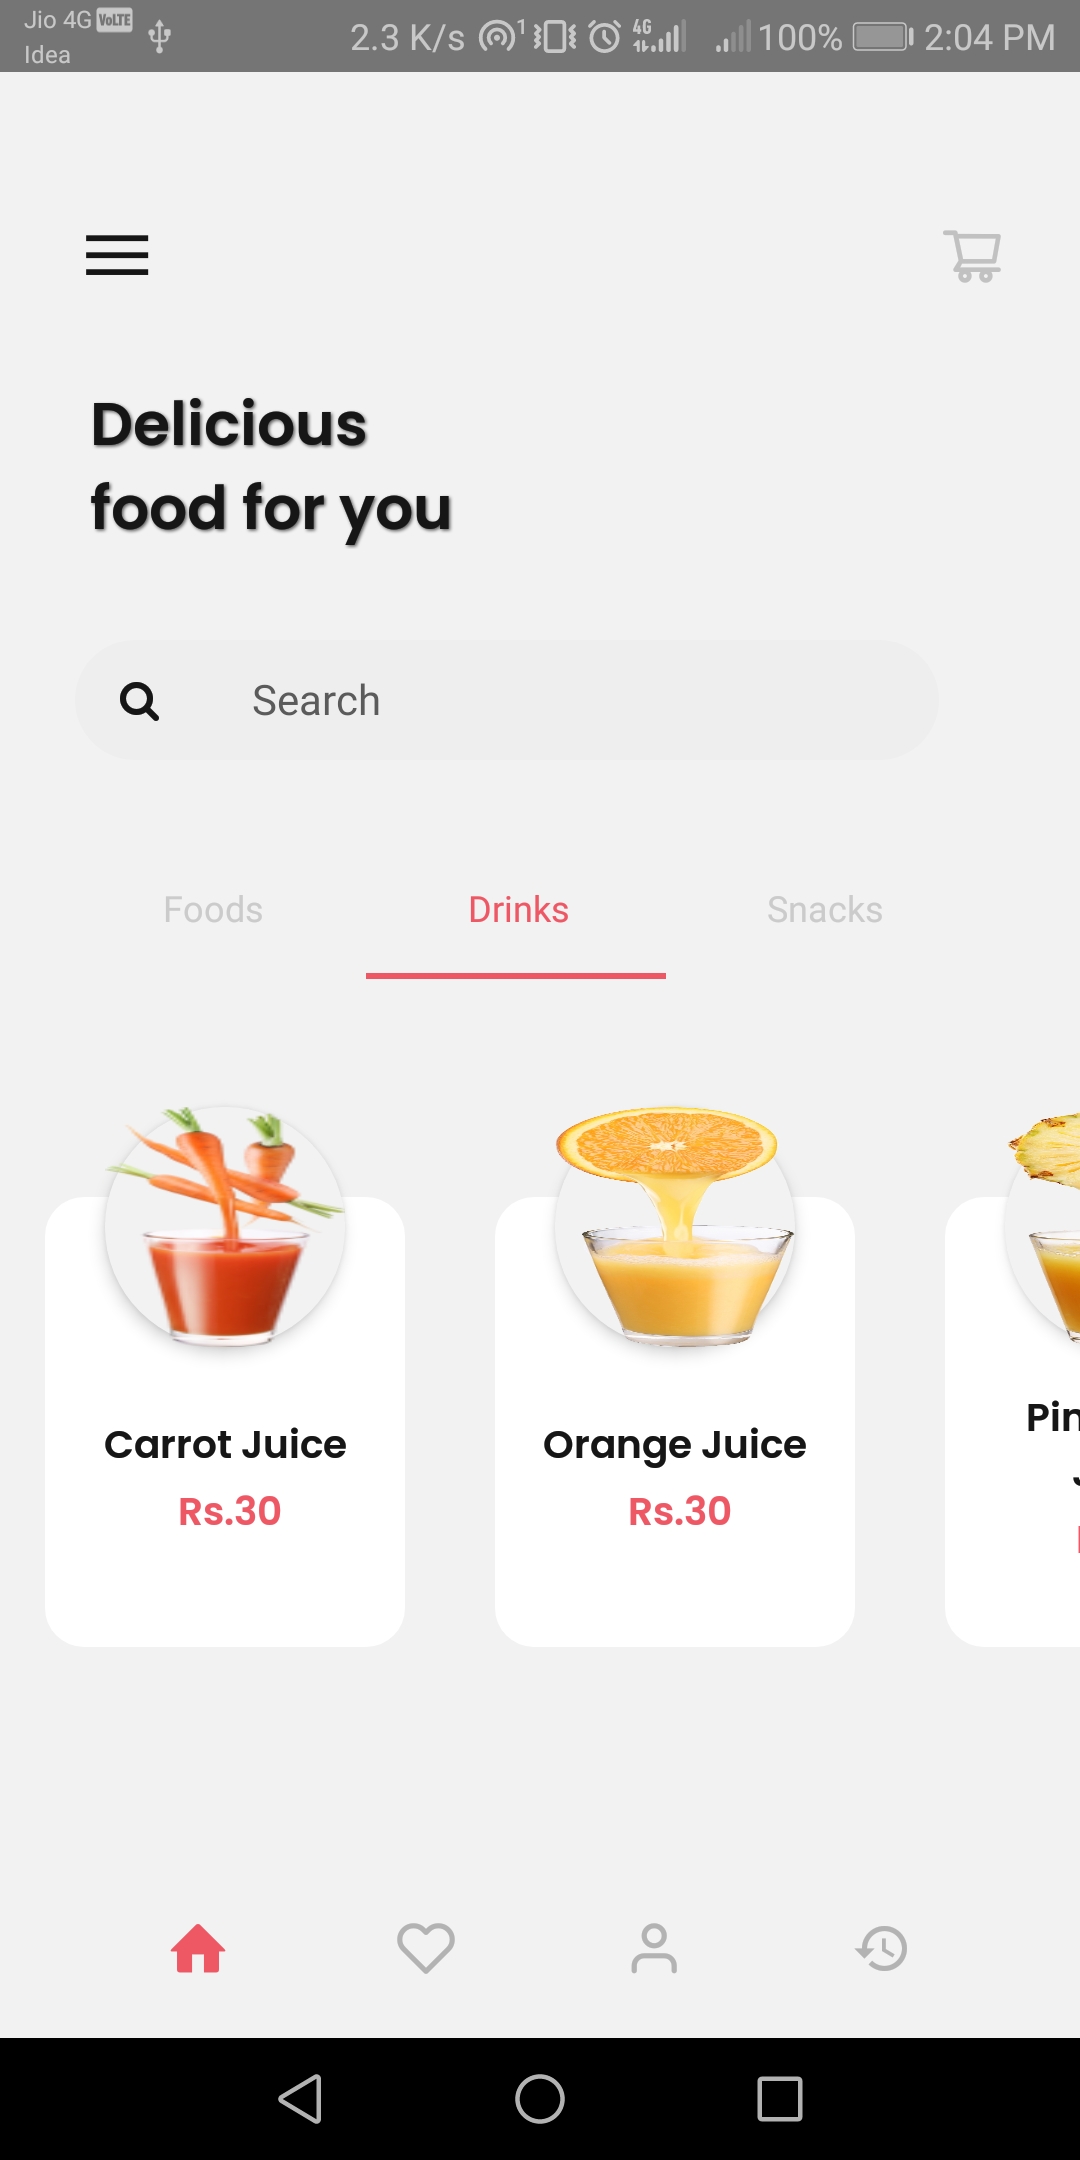 Jio 4G VoLTE
Idea
2.3 K/s 1 4G 100% 2:04 PM
Delicious
food for you
Search
Foods Drinks Snacks
Carrot Juice
Rs.30
Orange Juice
Rs.30
Pin